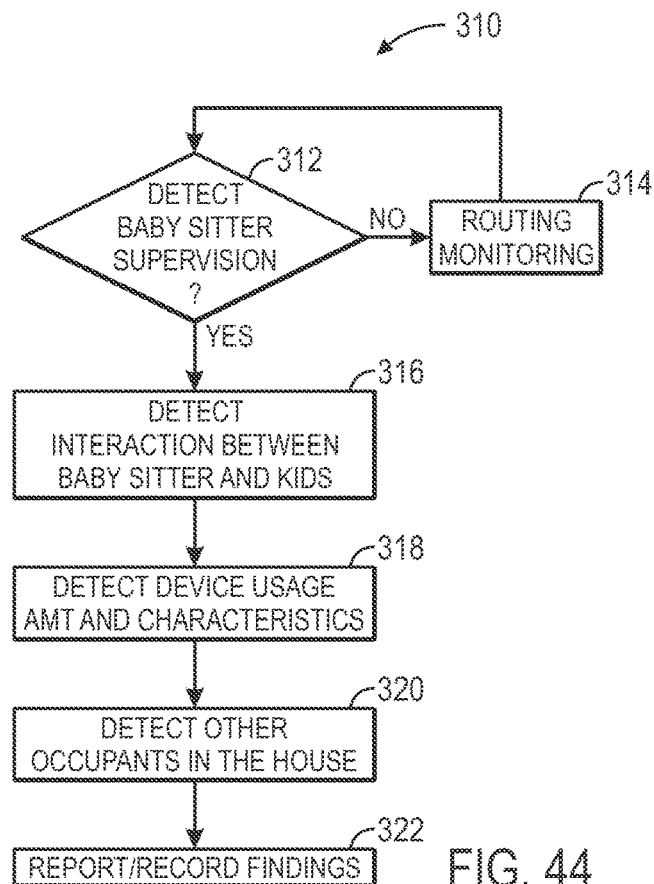 310
312
DETECT
BABY SITTER
SUPERVISION
?
NO
314
ROUTING
MONITORING
YES
316
DETECT
INTERACTION BETWEEN
BABY SITTER AND KIDS
318
DETECT DEVICE USAGE
AMT AND CHARACTERISTICS
320
DETECT OTHER
OCCUPANTS IN THE HOUSE
322
REPORT/RECORD FINDINGS
FIG. 44